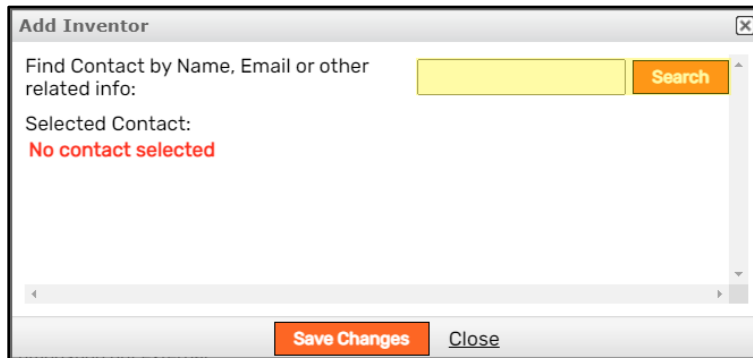 Add Inventor
Find Contact by Name, Email or other
related info:
Search
Selected Contact:
No contact selected
Save Changes Close